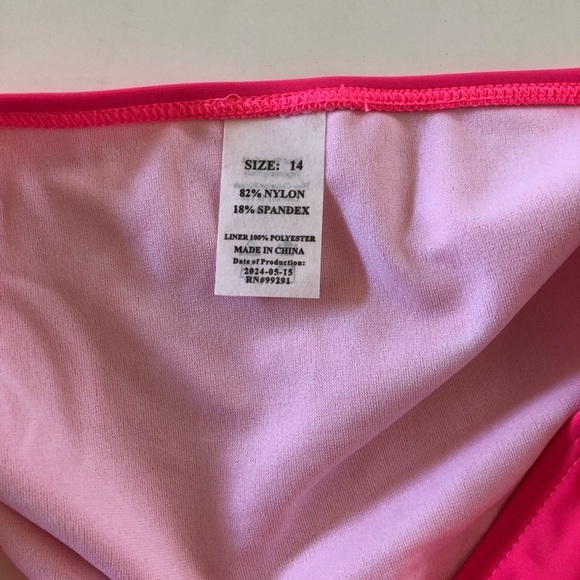 SIZE: 14
82% NYLON
18% SPANDEX
LINER 100% POLYESTER
MADE IN CHINA
Date of Production:
2024-05-15
RN#99291